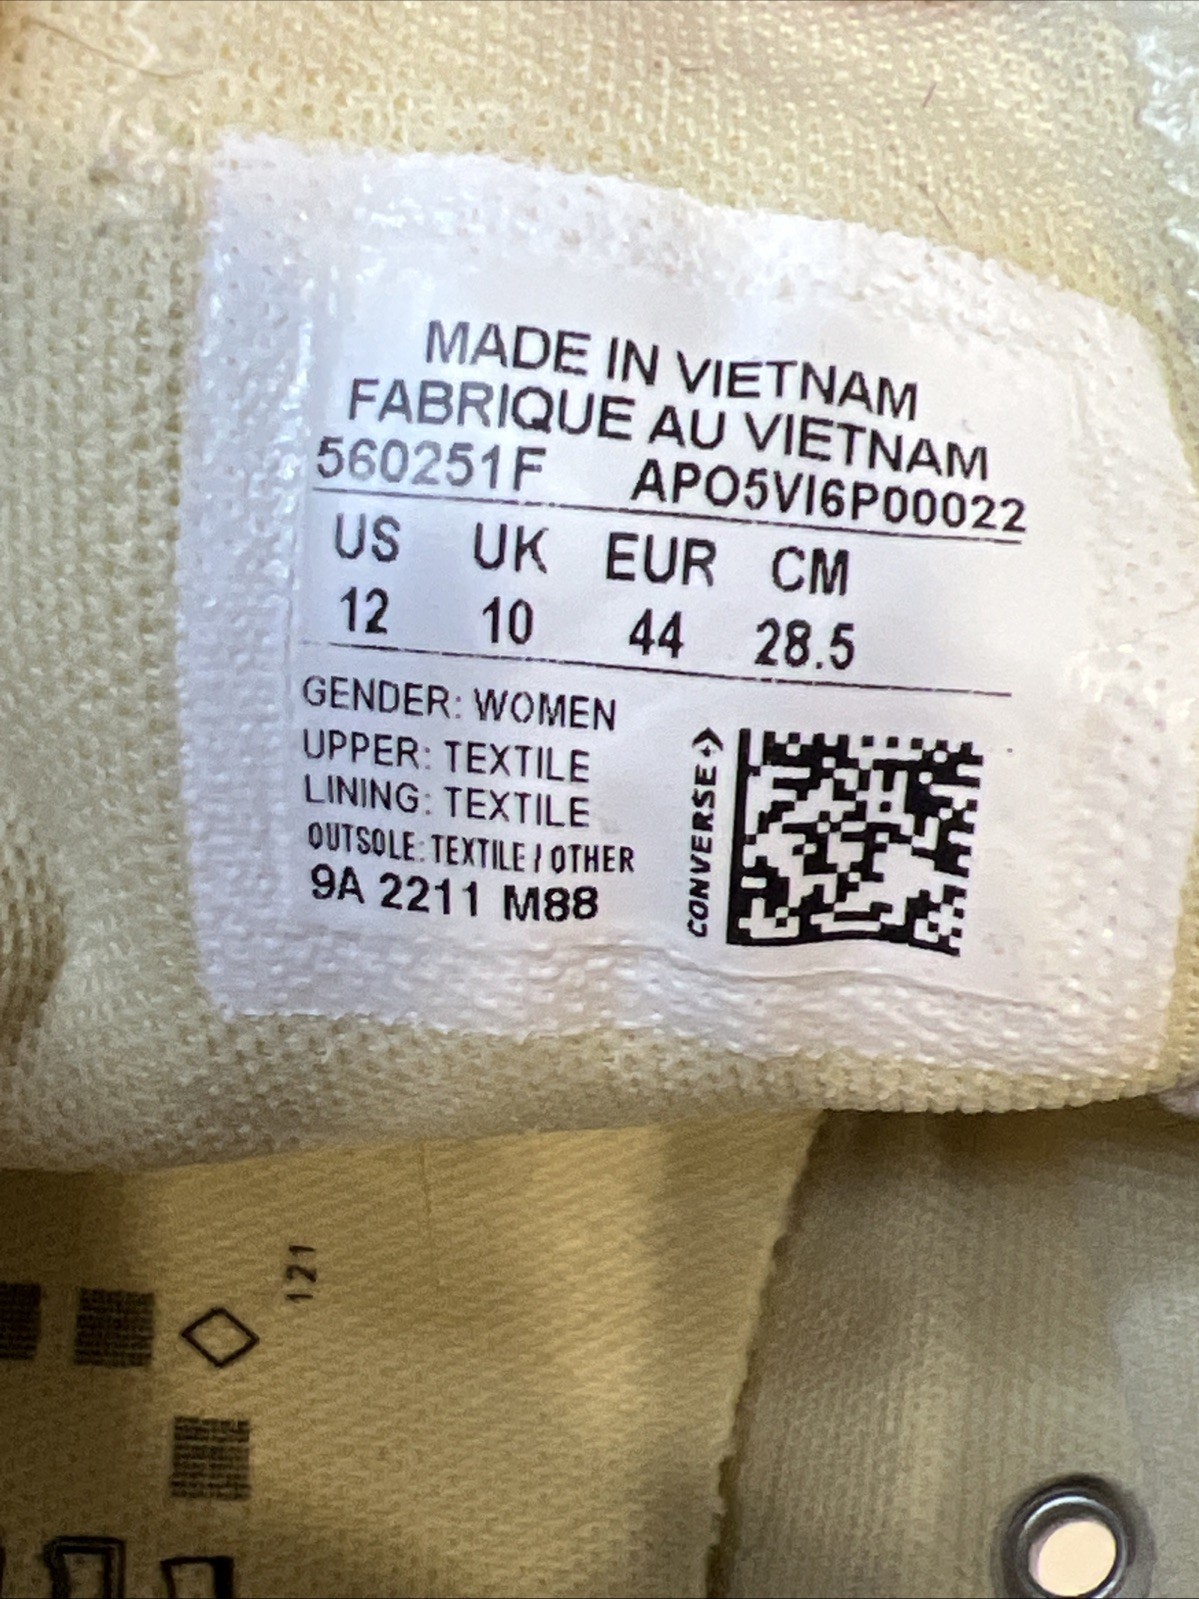 MADE IN VIETNAM
FABRIQUE AU VIETNAM
560251F APO5VI6P00022
US UK EUR CM
12 10 44 28.5
GENDER: WOMEN
UPPER: TEXTILE
LINING: TEXTILE
OUTSOLE: TEXTILE / OTHER
9A 2211 M88
CONVERSE
121